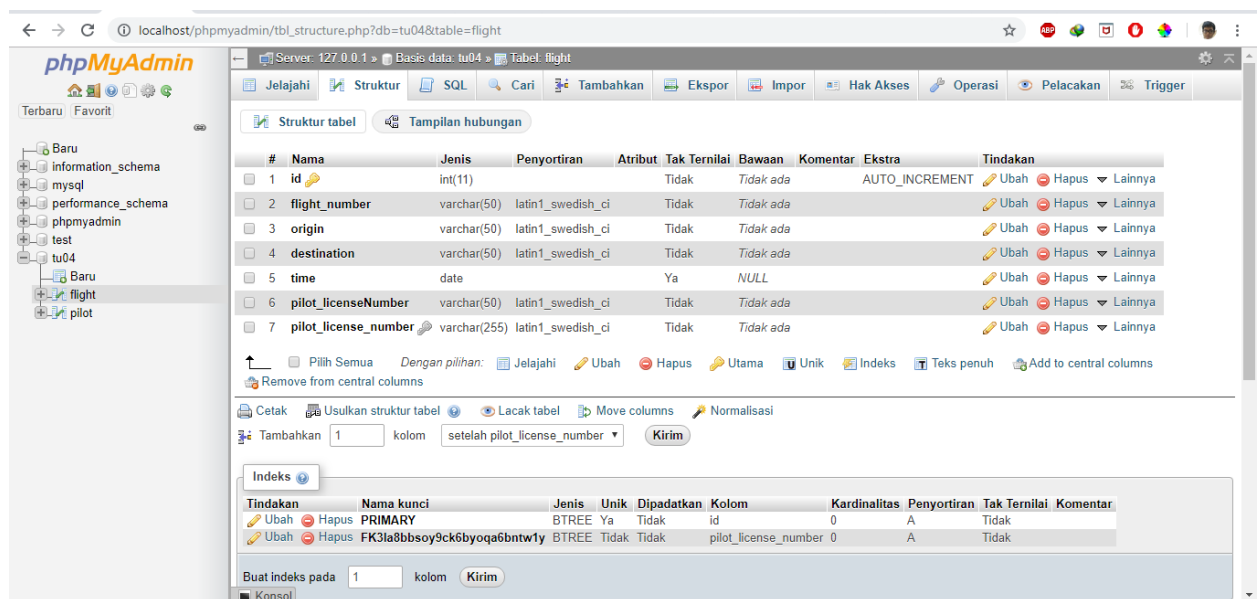 localhost/phpmyadmin/tbl_structure.php?db=tu04&table=flight
ABP
phpMyAdmin
Terbaru Favorit
Baru
information_schema
mysql
performance_schema
phpmyadmin
test
tu04
Baru
flight
pilot
Server: 127.0.0.1 » Basis data: tu04 » Tabel: flight
Jelajahi Struktur SQL Cari Tambahkan Ekspor Impor Hak Akses Operasi Pelacakan Trigger
Struktur tabel Tampilan hubungan
# Nama Jenis Penyortiran Atribut Tak Ternilai Bawaan Komentar Ekstra Tindakan
1 id int(11) Tidak Tidak ada AUTO_INCREMENT Ubah Hapus Lainnya
2 flight_number varchar(50) latin1_swedish_ci Tidak Tidak ada Ubah Hapus Lainnya
3 origin varchar(50) latin1_swedish_ci Tidak Tidak ada Ubah Hapus Lainnya
4 destination varchar(50) latin1_swedish_ci Tidak Tidak ada Ubah Hapus Lainnya
5 time date Ya NULL Ubah Hapus Lainnya
6 pilot_licenseNumber varchar(50) latin1_swedish_ci Tidak Tidak ada Ubah Hapus Lainnya
7 pilot_license_number varchar(255) latin1_swedish_ci Tidak Tidak ada Ubah Hapus Lainnya
Pilih Semua Dengan pilihan: Jelajahi Ubah Hapus Utama Unik Indeks Teks penuh Add to central columns
Remove from central columns
Cetak Usulkan struktur tabel Lacak tabel Move columns Normalisasi
Tambahkan 1 kolom setelah pilot_license_number Kirim
Indeks
Tindakan Nama kunci Jenis Unik Dipadatkan Kolom Kardinalitas Penyortiran Tak Ternilai Komentar
Ubah Hapus PRIMARY BTREE Ya Tidak id 0 A Tidak
Ubah Hapus FK3la8bbsoy9ck6byoqa6bntw1y BTREE Tidak Tidak pilot_license_number 0 A Tidak
Buat indeks pada 1 kolom Kirim
Konsol